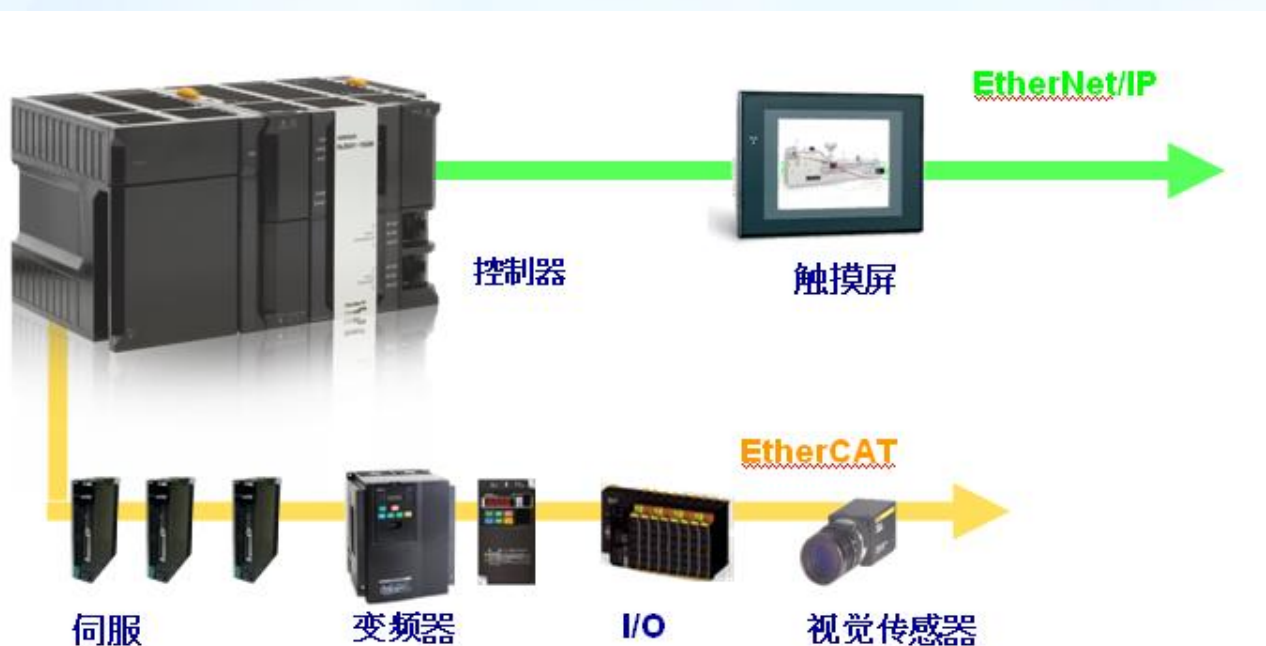 EtherNet/IP
控制器
触摸屏
EtherCAT
伺服
变频器
I/O
视觉传感器